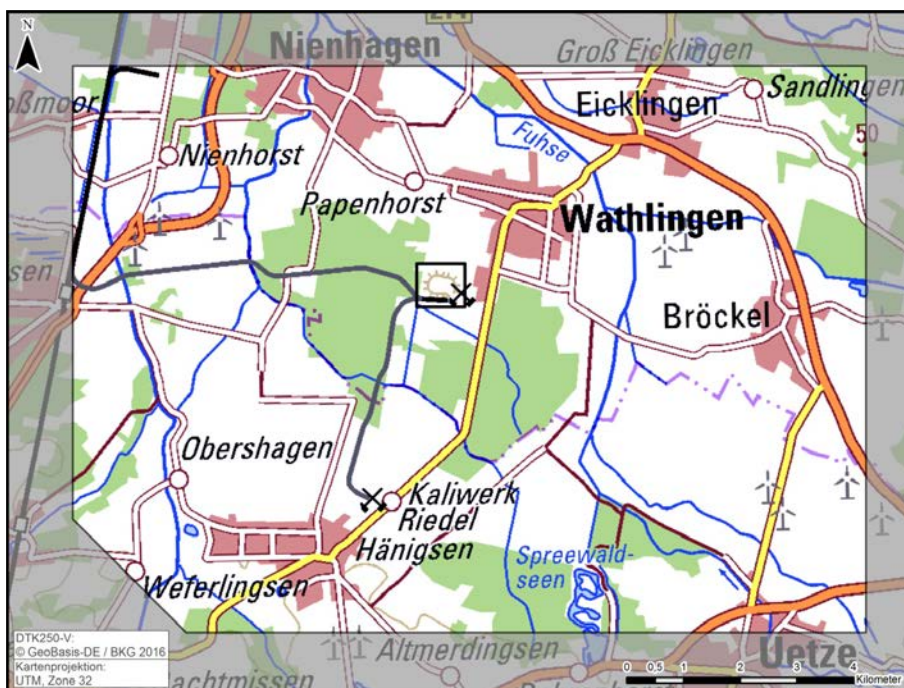 N
214
Nienhagen
Groß Eicklingen
Sandlingen
oßmoor
Eicklingen
Fuhse
50
Nienhorst
Papenhorst
Wathlingen
sen
Bröckel
Obershagen
Kaliwerk
Riedel
Hänigsen
Spreewald-
seen
Weferlingsen
DTK250-V:
© GeoBasis-DE / BKG 2016
Kartenprojektion:
UTM, Zone 32
Altmerdingsen
Uetze
achtmissen
0 0,5 1 2 3 4
Kilometer